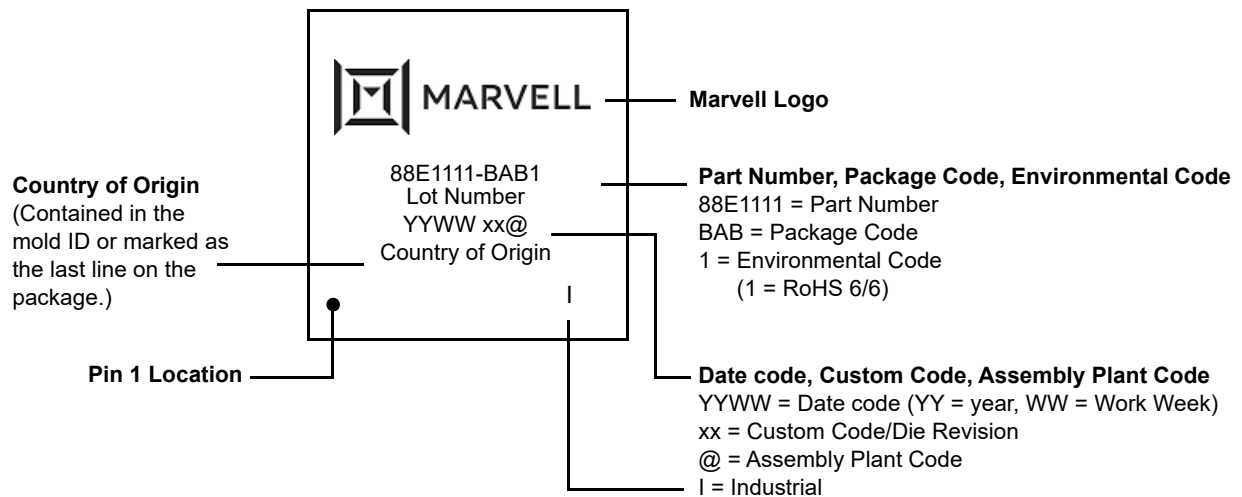 MARVELL
Marvell Logo
88E1111-BAB1
Lot Number
YYWW xx@
Country of Origin
I
Country of Origin
(Contained in the
mold ID or marked as
the last line on the
package.)
Pin 1 Location
Part Number, Package Code, Environmental Code
88E1111 = Part Number
BAB = Package Code
1 = Environmental Code
(1 = RoHS 6/6)
Date code, Custom Code, Assembly Plant Code
YYWW = Date code (YY = year, WW = Work Week)
xx = Custom Code/Die Revision
@ = Assembly Plant Code
I = Industrial